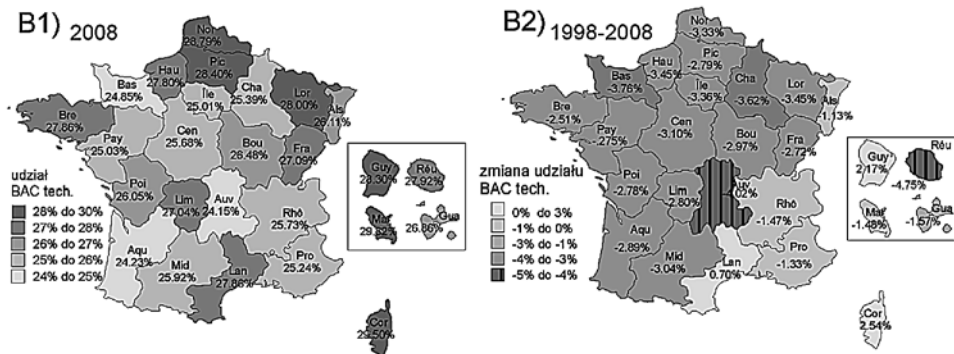 B1) 2008
Nor
28.79%
Hau
27.80%
Pic
28.40%
Bas
24.85%
Île
25.01%
Cha
25.39%
Lor
28.00%
Als
26.11%
Bre
27.86%
Pay
25.03%
Cen
25.68%
Bou
26.48%
Fra
27.09%
Poi
26.05%
Lim
27.04%
Auv
24.15%
Rhô
25.73%
Aqu
24.23%
Mid
25.92%
Lan
27.86%
Pro
25.24%
Cor
29.50%
Guy
28.30%
Réu
27.92%
Mar
29.82%
Gua
26.86%
udział
BAC tech.
28% do 30%
27% do 28%
26% do 27%
25% do 26%
24% do 25%
B2) 1998-2008
Nor
-3.33%
Hau
-3.45%
Pic
-2.79%
Bas
-3.76%
Île
-3.36%
Cha
-3.62%
Lor
-3.45%
Als
-1.13%
Bre
-2.51%
Pay
-.275%
Cen
-3.10%
Bou
-2.97%
Fra
-2.72%
Poi
-2.78%
Lim
-2.80%
Auv
-4.02%
Rhô
-1.47%
Aqu
-2.89%
Mid
-3.04%
Lan
0.70%
Pro
-1.33%
Cor
2.54%
Guy
2.17%
Réu
-4.75%
Mar
-1.48%
Gua
-1.57%
zmiana udziału
BAC tech.
0% do 3%
-1% do 0%
-3% do -1%
-4% do -3%
-5% do -4%